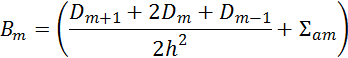 B_m = ( (D_{m+1} + 2D_m + D_{m−1}) / (2h^2) + Σ_{am} )